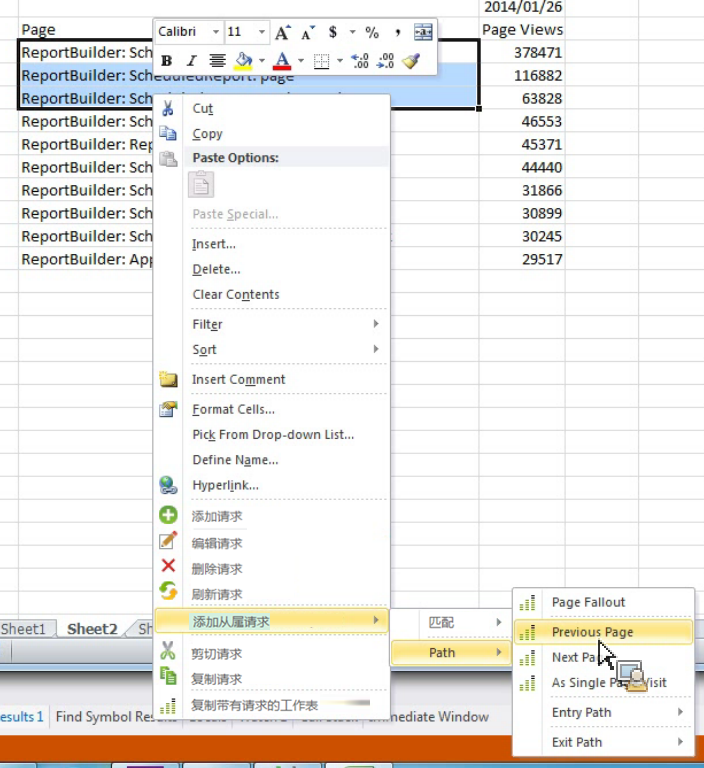 2014/01/26
Page Page Views
Calibri 11 A A $ % ,
B I A .0 .00 .00 .0
ReportBuilder: Sch 378471
ReportBuilder: ScheduledReport: page 116882
ReportBuilder: Sch 63828
ReportBuilder: Sch 46553
ReportBuilder: Rep 45371
ReportBuilder: Sch 44440
ReportBuilder: Sch 31866
ReportBuilder: Sch 30899
ReportBuilder: Sch 30245
ReportBuilder: App 29517
Cut
Copy
Paste Options:
Paste Special...
Insert...
Delete...
Clear Contents
Filter
Sort
Insert Comment
Format Cells...
Pick From Drop-down List...
Define Name...
Hyperlink...
添加请求
编辑请求
删除请求
刷新请求
添加从属请求
剪切请求
复制请求
复制带有请求的工作表
匹配
Path
Page Fallout
Previous Page
Next Pa
As Single Pa Visit
Entry Path
Exit Path
Sheet1 Sheet2 Sh
esults 1 Find Symbol Res mmediate Window